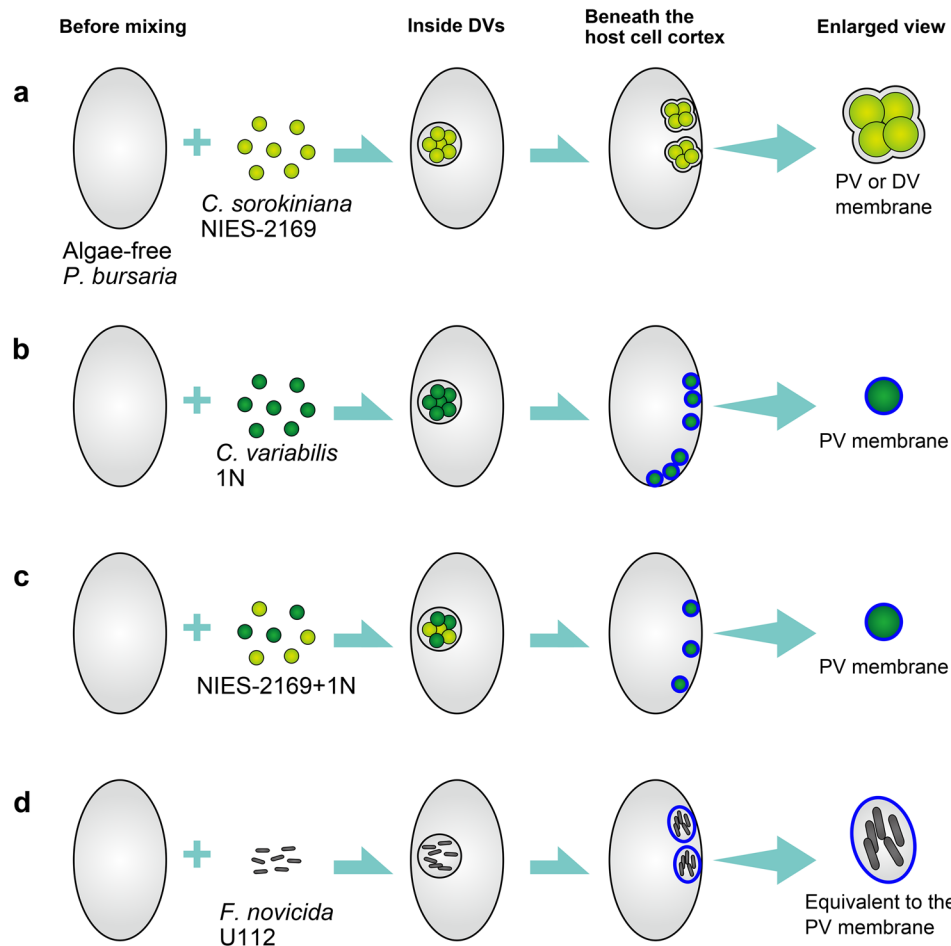 Before mixing
Inside DVs
Beneath the
host cell cortex
Enlarged view
a
C. sorokiniana
NIES-2169
Algae-free
P. bursaria
PV or DV
membrane
b
C. variabilis
1N
PV membrane
c
NIES-2169+1N
PV membrane
d
F. novicida
U112
Equivalent to the
PV membrane